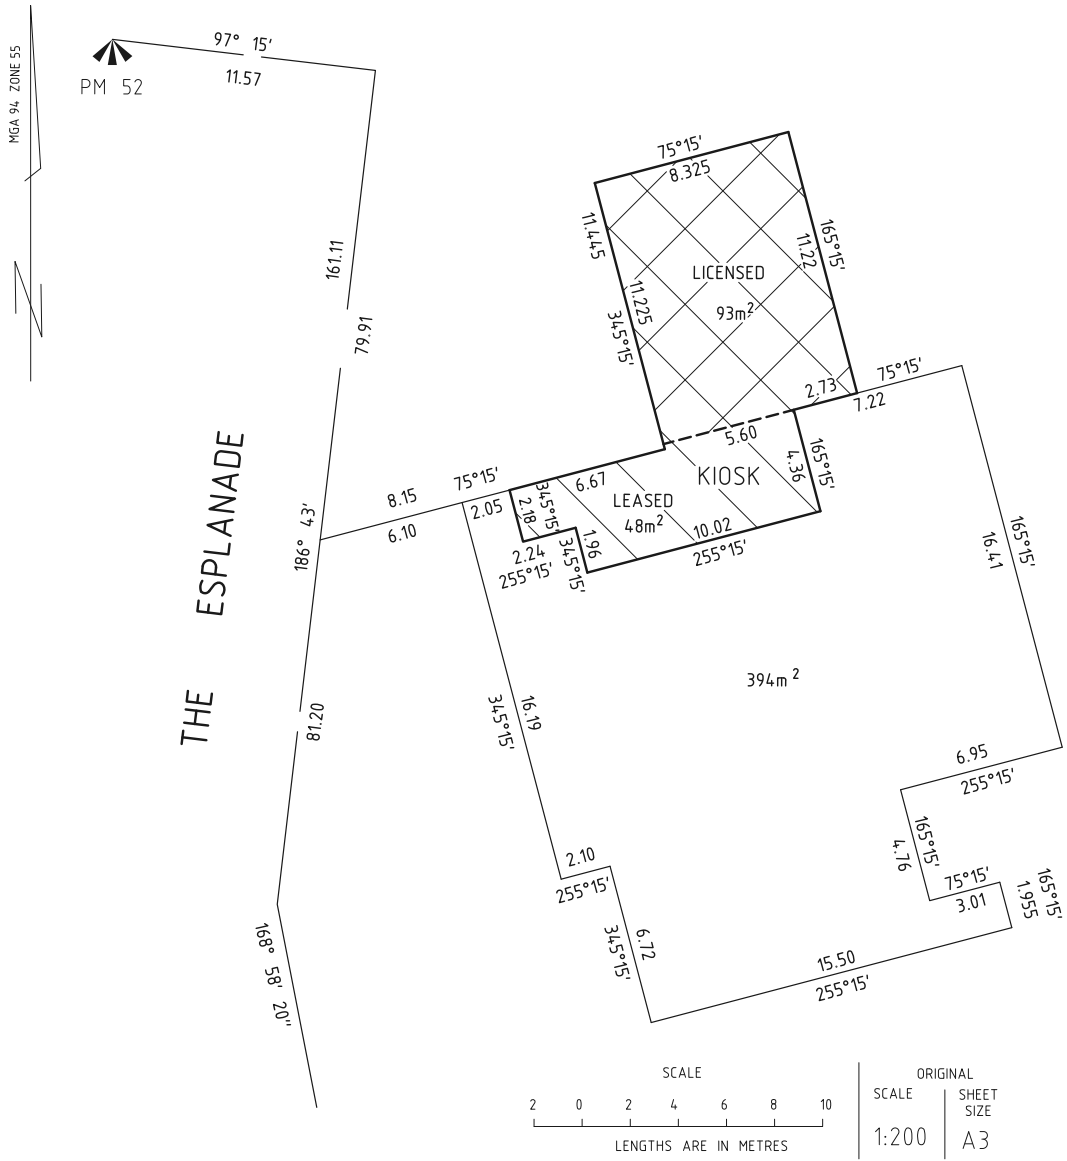 MGA 94 ZONE 55
PM 52
97° 15'
11.57
161.11
79.91
186° 43'
81.20
168° 58' 20"
THE ESPLANADE
8.15
6.10
75°15'
2.05
75°15'
8.325
11.445
11.225
345°15'
165°15'
11.22
LICENSED
93m²
2.73
7.22
75°15'
5.60
KIOSK
4.36
165°15'
6.67
LEASED
48m²
10.02
255°15'
345°15'
2.18
2.24
255°15'
1.96
345°15'
165°15'
16.41
394m²
16.19
345°15'
6.95
255°15'
165°15'
4.76
75°15'
3.01
165°15'
1.955
2.10
255°15'
6.72
345°15'
15.50
255°15'
SCALE
2 0 2 4 6 8 10
LENGTHS ARE IN METRES
ORIGINAL
SCALE
1:200
SHEET
SIZE
A3